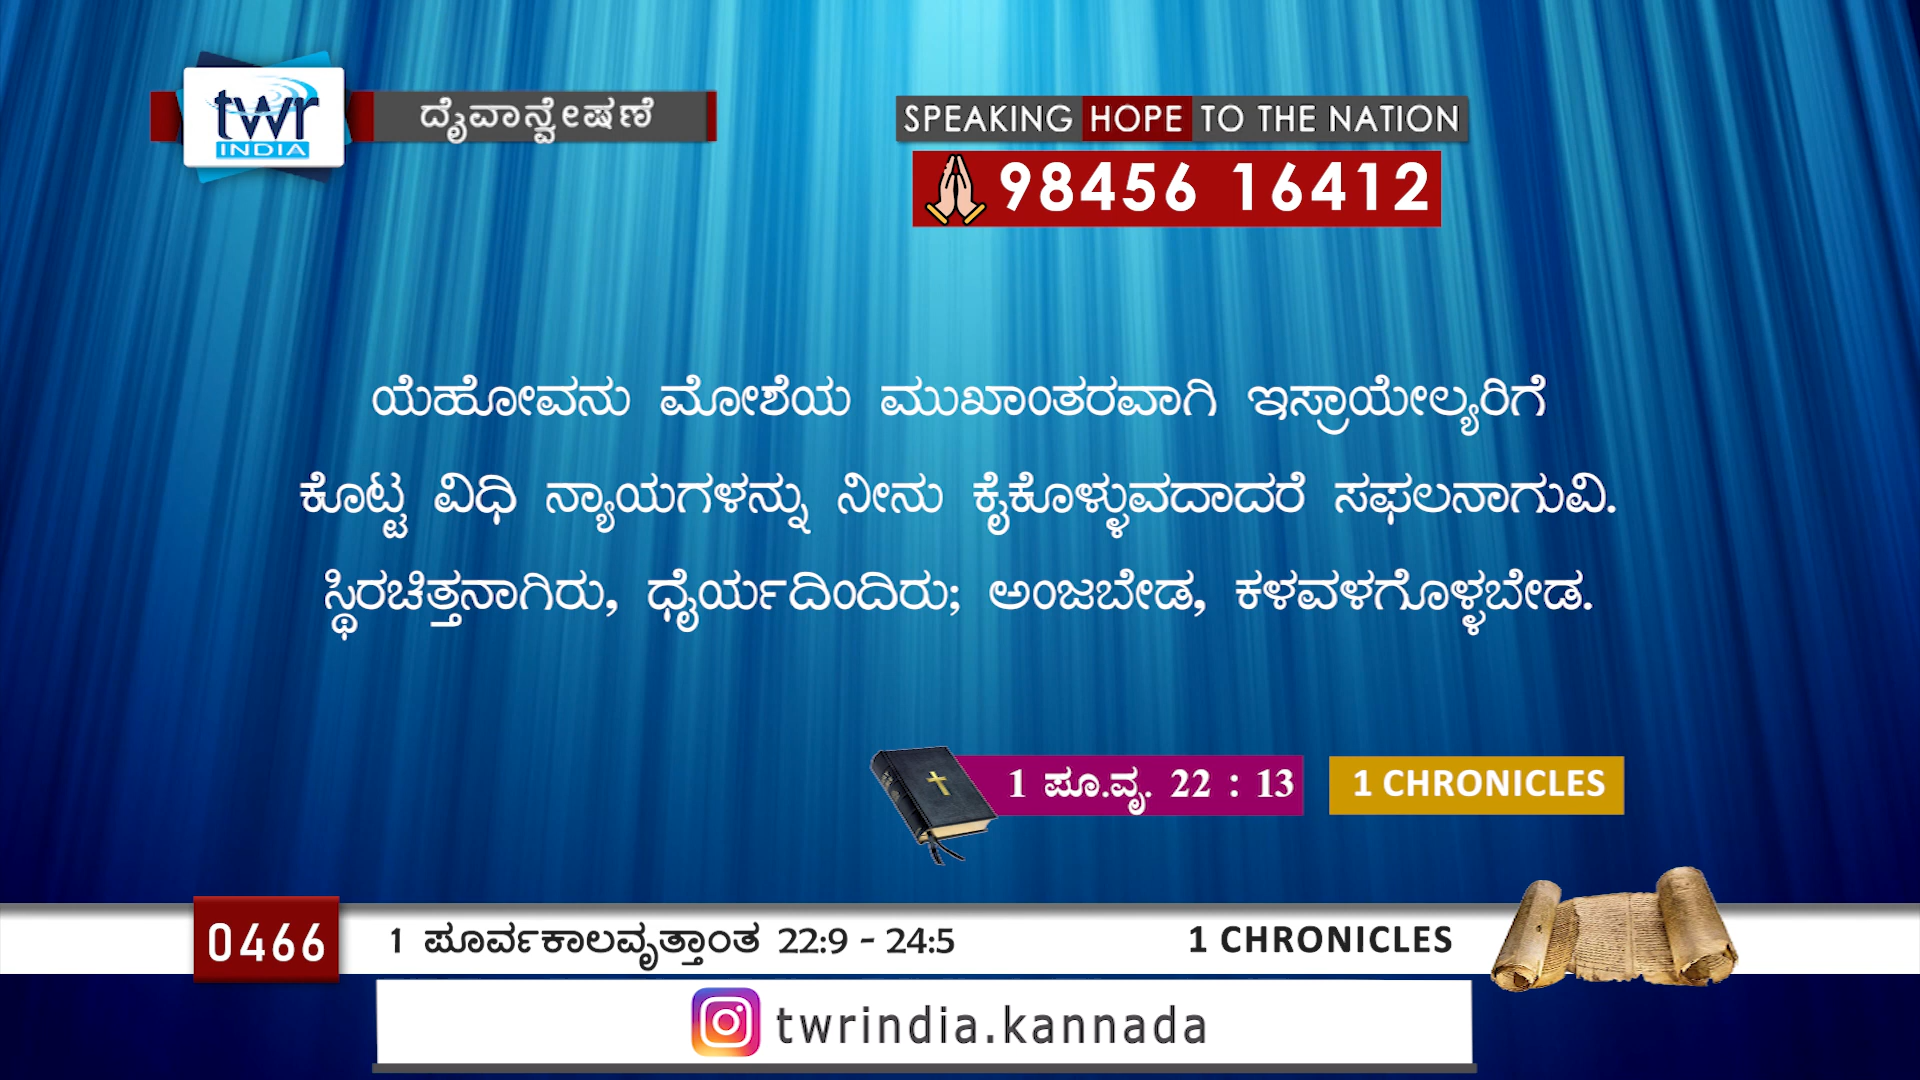 twr
INDIA
ದೈವಾನ್ವೇಷಣೆ
SPEAKING HOPE TO THE NATION
98456 16412
ಯೆಹೋವನು ಮೋಶೆಯ ಮುಖಾಂತರವಾಗಿ ಇಸ್ರಾಯೇಲ್ಯರಿಗೆ
ಕೊಟ್ಟ ವಿಧಿ ನ್ಯಾಯಗಳನ್ನು ನೀನು ಕೈಕೊಳ್ಳುವದಾದರೆ ಸಫಲನಾಗುವಿ.
ಸ್ಥಿರಚಿತ್ತನಾಗಿರು, ಧೈರ್ಯದಿಂದಿರು; ಅಂಜಬೇಡ, ಕಳವಳಗೊಳ್ಳಬೇಡ.
1 ಪೂ.ವೃ. 22 : 13
1 CHRONICLES
0466
1 ಪೂರ್ವಕಾಲವೃತ್ತಾಂತ 22:9 - 24:5
1 CHRONICLES
twrindia.kannada